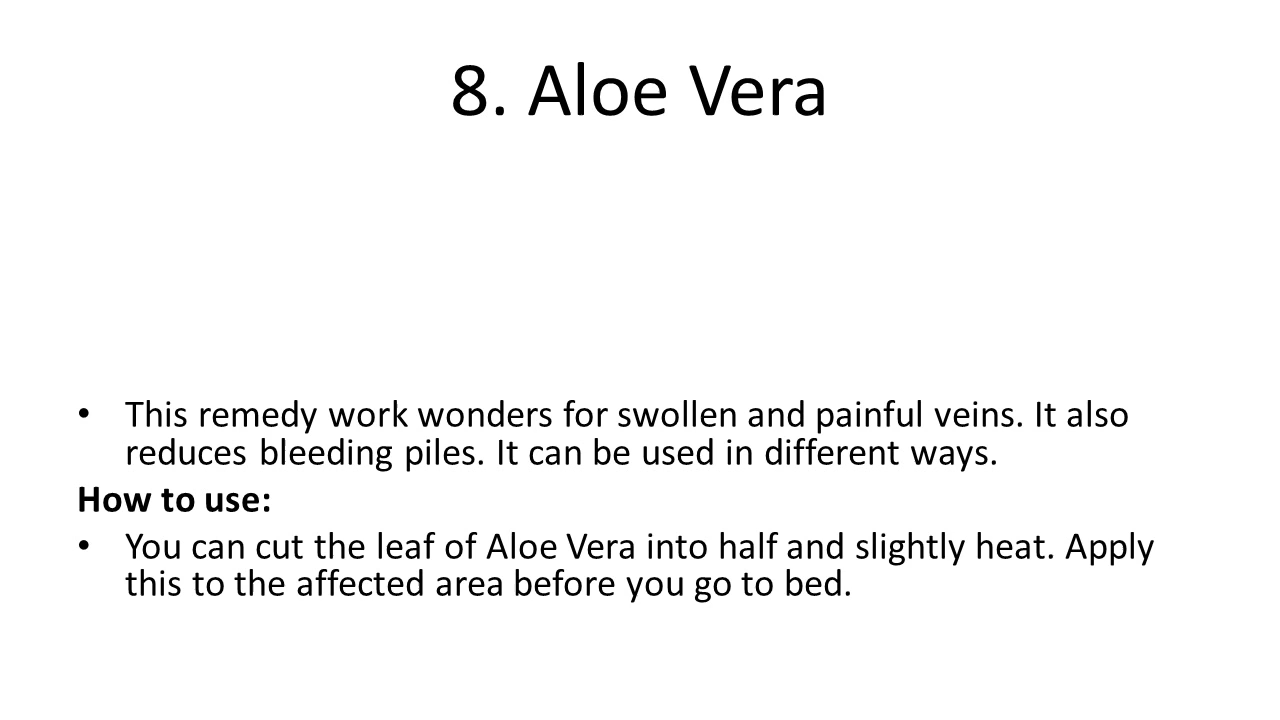 8. Aloe Vera
• This remedy work wonders for swollen and painful veins. It also
reduces bleeding piles. It can be used in different ways.
How to use:
• You can cut the leaf of Aloe Vera into half and slightly heat. Apply
this to the affected area before you go to bed.